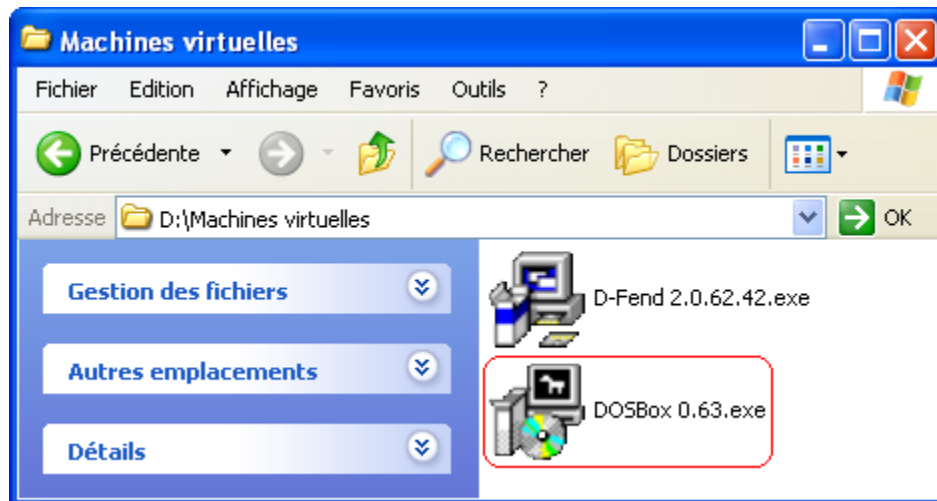 Machines virtuelles
Fichier Edition Affichage Favoris Outils ?
Précédente Rechercher Dossiers
Adresse D:\Machines virtuelles OK
Gestion des fichiers
D-Fend 2.0.62.42.exe
Autres emplacements
DOSBox 0.63.exe
Détails